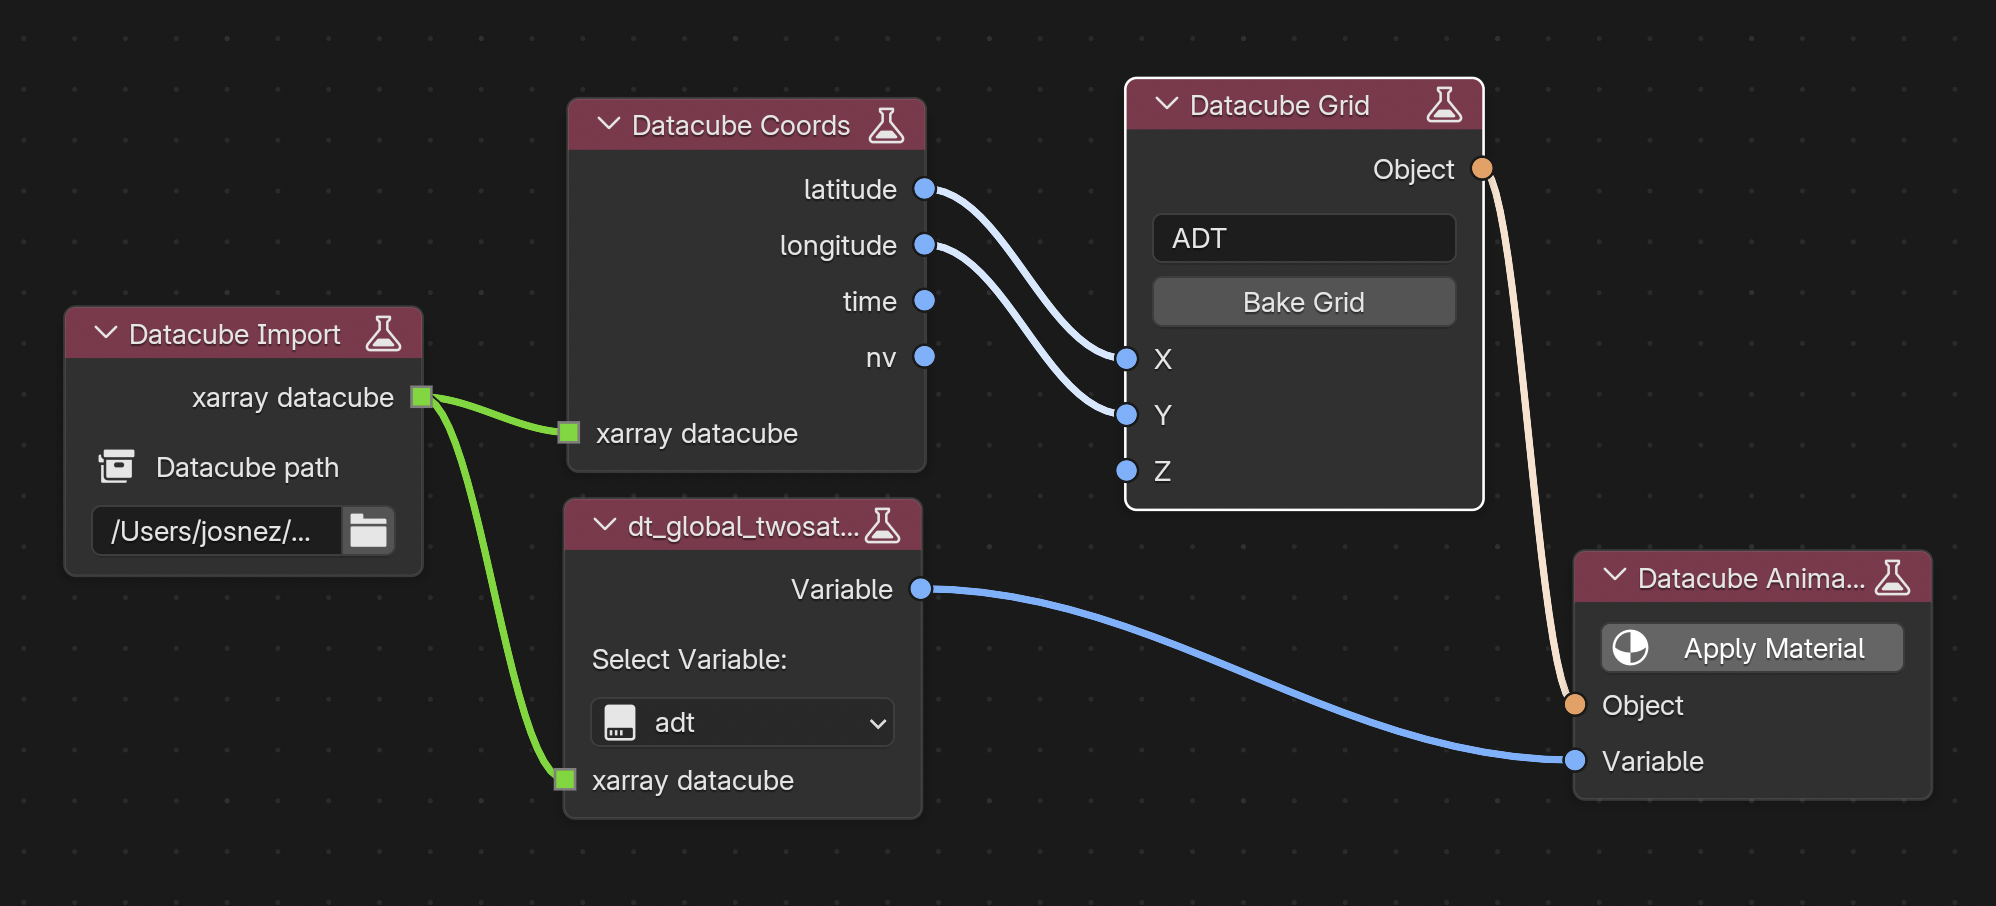 Datacube Import
xarray datacube
Datacube path
/Users/josnez/...
Datacube Coords
latitude
longitude
time
nv
xarray datacube
dt_global_twosat...
Variable
Select Variable:
adt
xarray datacube
Datacube Grid
Object
ADT
Bake Grid
X
Y
Z
Datacube Anima...
Apply Material
Object
Variable